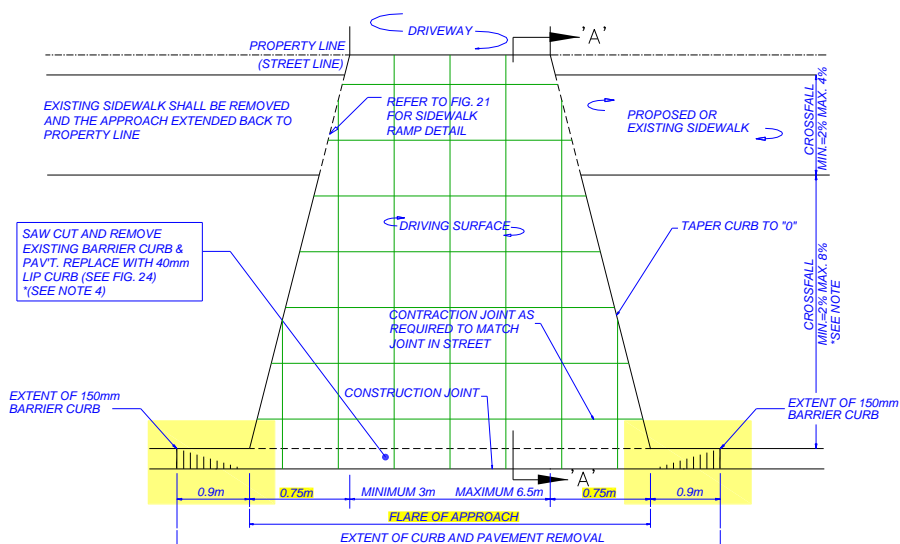 DRIVEWAY
'A'
PROPERTY LINE
(STREET LINE)
EXISTING SIDEWALK SHALL BE REMOVED
AND THE APPROACH EXTENDED BACK TO
PROPERTY LINE
REFER TO FIG. 21
FOR SIDEWALK
RAMP DETAIL
PROPOSED OR
EXISTING SIDEWALK
CROSSFALL
MIN.=2% MAX. 4%
SAW CUT AND REMOVE
EXISTING BARRIER CURB &
PAV'T. REPLACE WITH 40mm
LIP CURB (SEE FIG. 24)
*(SEE NOTE 4)
DRIVING SURFACE
TAPER CURB TO "0"
CROSSFALL
MIN.=2% MAX. 8%
*SEE NOTE
CONTRACTION JOINT AS
REQUIRED TO MATCH
JOINT IN STREET
EXTENT OF 150mm
BARRIER CURB
CONSTRUCTION JOINT
EXTENT OF 150mm
BARRIER CURB
'A'
0.9m 0.75m MINIMUM 3m MAXIMUM 6.5m 0.75m 0.9m
FLARE OF APPROACH
EXTENT OF CURB AND PAVEMENT REMOVAL